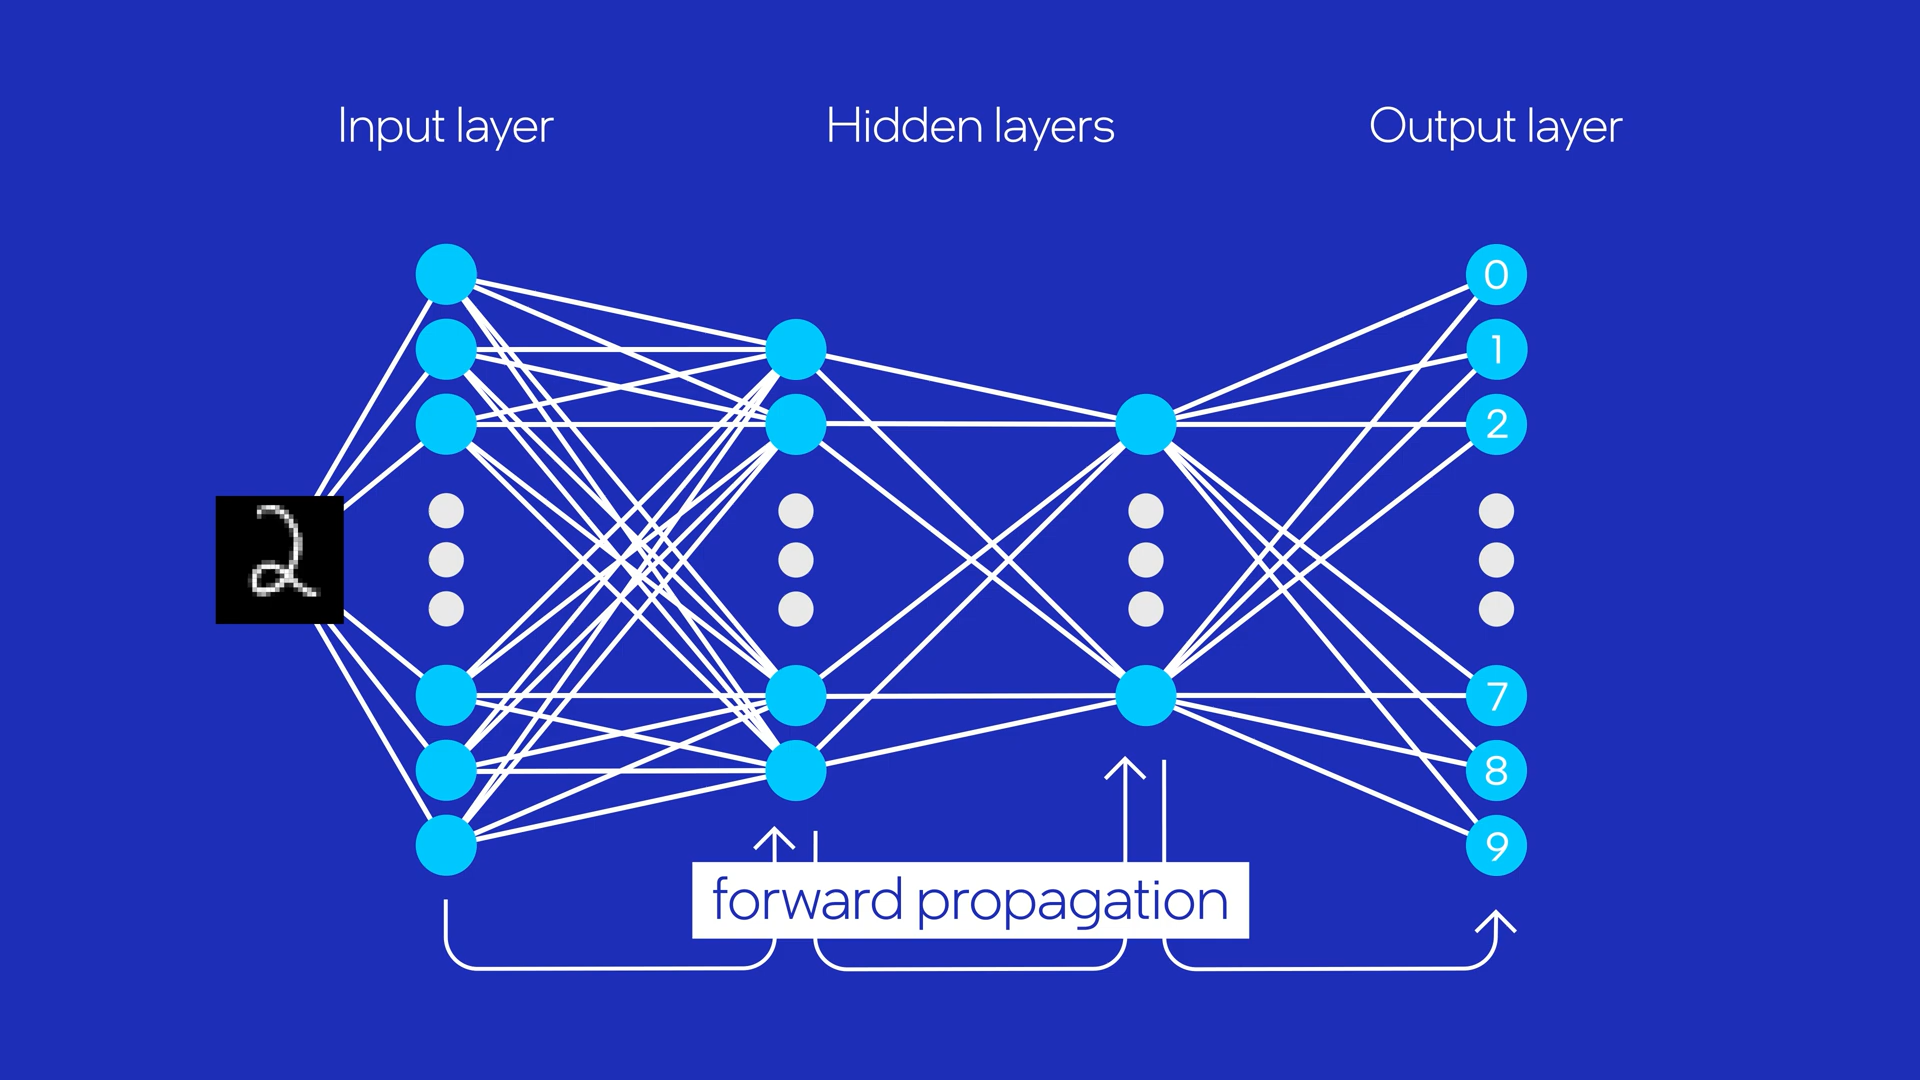 Input layer
Hidden layers
Output layer
0
1
2
2
7
8
9
forward propagation